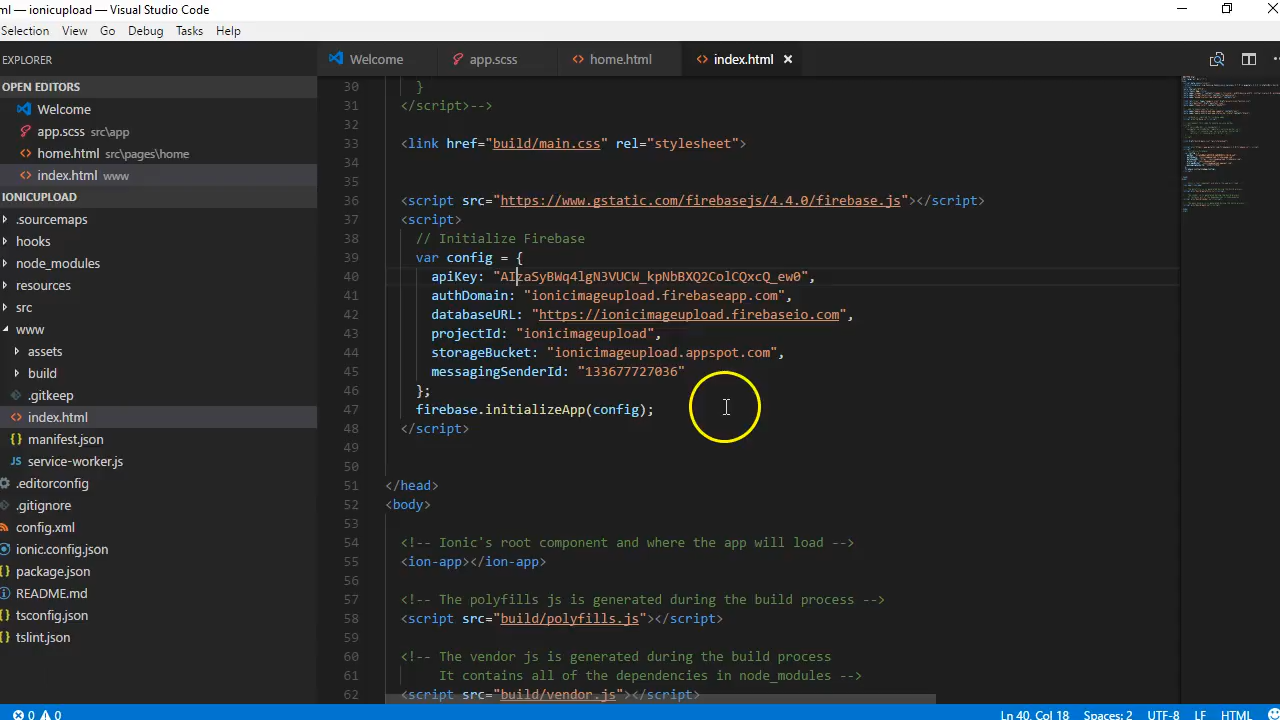 ml — ionicupload — Visual Studio Code
Selection View Go Debug Tasks Help
EXPLORER
OPEN EDITORS
Welcome
app.scss src\app
home.html src\pages\home
index.html www
IONICUPLOAD
.sourcemaps
hooks
node_modules
resources
src
www
assets
build
.gitkeep
index.html
manifest.json
JS service-worker.js
.editorconfig
.gitignore
config.xml
ionic.config.json
package.json
README.md
tsconfig.json
tslint.json
Welcome app.scss home.html index.html
30 }
31 </script>-->
32
33 <link href="build/main.css" rel="stylesheet">
34
35
36 <script src="https://www.gstatic.com/firebasejs/4.4.0/firebase.js"></script>
37 <script>
38 // Initialize Firebase
39 var config = {
40 apiKey: "AIzaSyBWq4lgN3VUCW_kpNbBXQ2ColCQxcQ_ew0",
41 authDomain: "ionicimageupload.firebaseapp.com",
42 databaseURL: "https://ionicimageupload.firebaseio.com",
43 projectId: "ionicimageupload",
44 storageBucket: "ionicimageupload.appspot.com",
45 messagingSenderId: "133677727036"
46 };
47 firebase.initializeApp(config);
48 </script>
49
50
51 </head>
52 <body>
53
54 <!-- Ionic's root component and where the app will load -->
55 <ion-app></ion-app>
56
57 <!-- The polyfills js is generated during the build process -->
58 <script src="build/polyfills.js"></script>
59
60 <!-- The vendor js is generated during the build process
61 It contains all of the dependencies in node_modules -->
62 <script src="build/vendor.js"></script>
0 0 Ln 40, Col 18 Spaces: 2 UTF-8 LF HTML